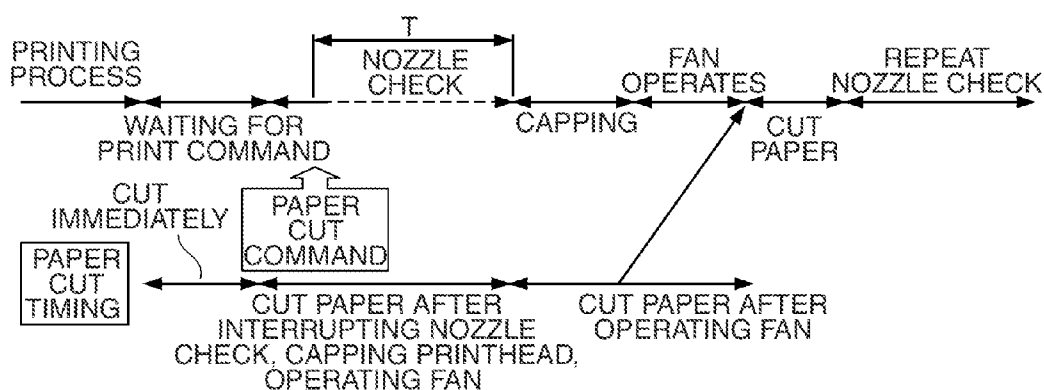 T
PRINTING
PROCESS
NOZZLE
CHECK
FAN
OPERATES
REPEAT
NOZZLE CHECK
WAITING FOR
PRINT COMMAND
CAPPING
CUT
PAPER
CUT
IMMEDIATELY
PAPER
CUT
COMMAND
PAPER
CUT
TIMING
CUT PAPER AFTER
INTERRUPTING NOZZLE
CHECK, CAPPING PRINTHEAD,
OPERATING FAN
CUT PAPER AFTER
OPERATING FAN